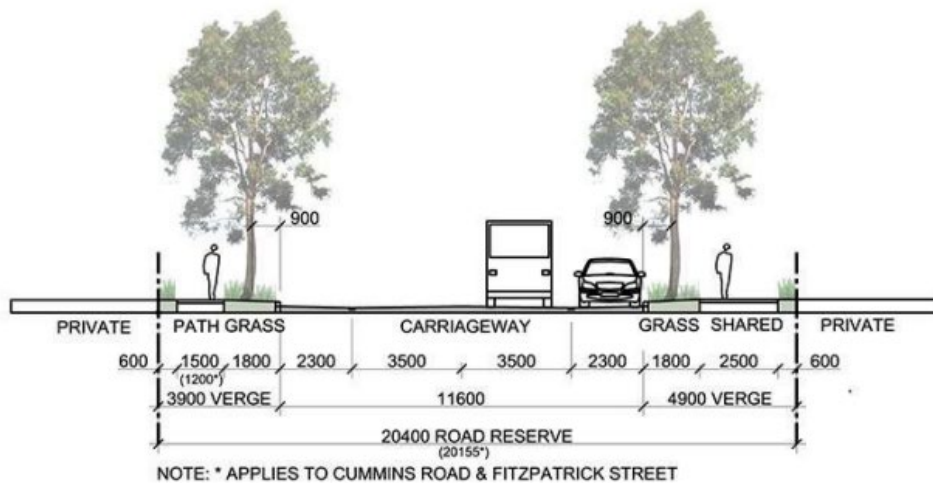 900 900
PRIVATE PATH GRASS CARRIAGEWAY GRASS SHARED PRIVATE
600 1500 1800 2300 3500 3500 2300 1800 2500 600
(1200*)
3900 VERGE 11600 4900 VERGE
20400 ROAD RESERVE
(20155*)
NOTE: * APPLIES TO CUMMINS ROAD & FITZPATRICK STREET